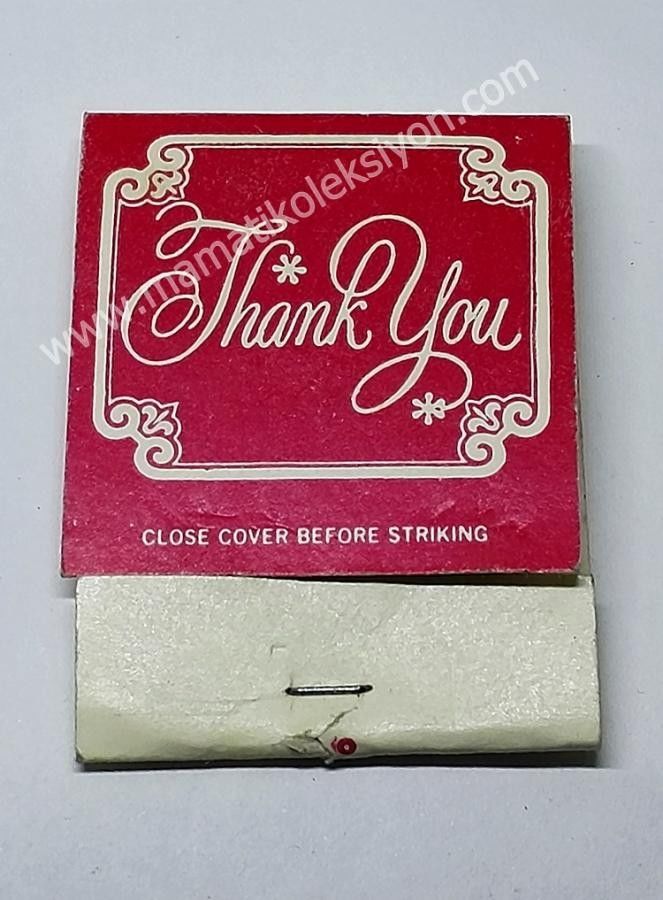 www.mamatikoleksiyon.com
Thank You
CLOSE COVER BEFORE STRIKING